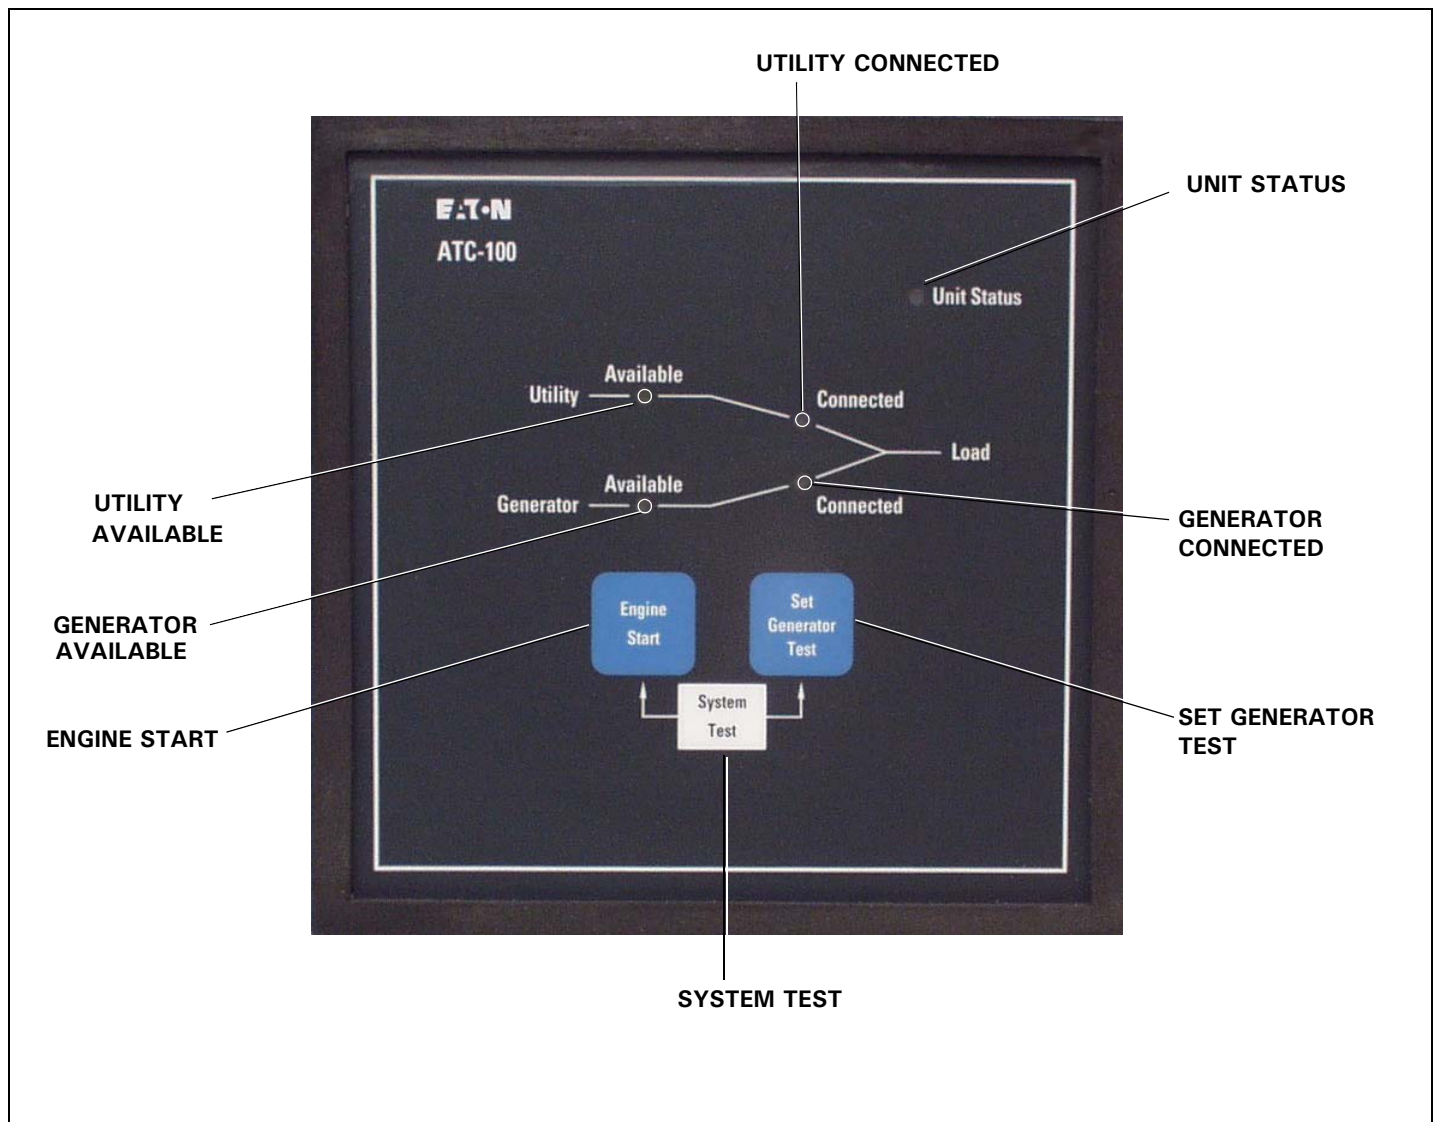 UTILITY CONNECTED
UNIT STATUS
EATON
ATC-100
Unit Status
Available
Utility
Connected
Load
Available
Generator
Connected
UTILITY
AVAILABLE
GENERATOR
CONNECTED
Engine
Start
Set
Generator
Test
GENERATOR
AVAILABLE
System
Test
ENGINE START
SET GENERATOR
TEST
SYSTEM TEST